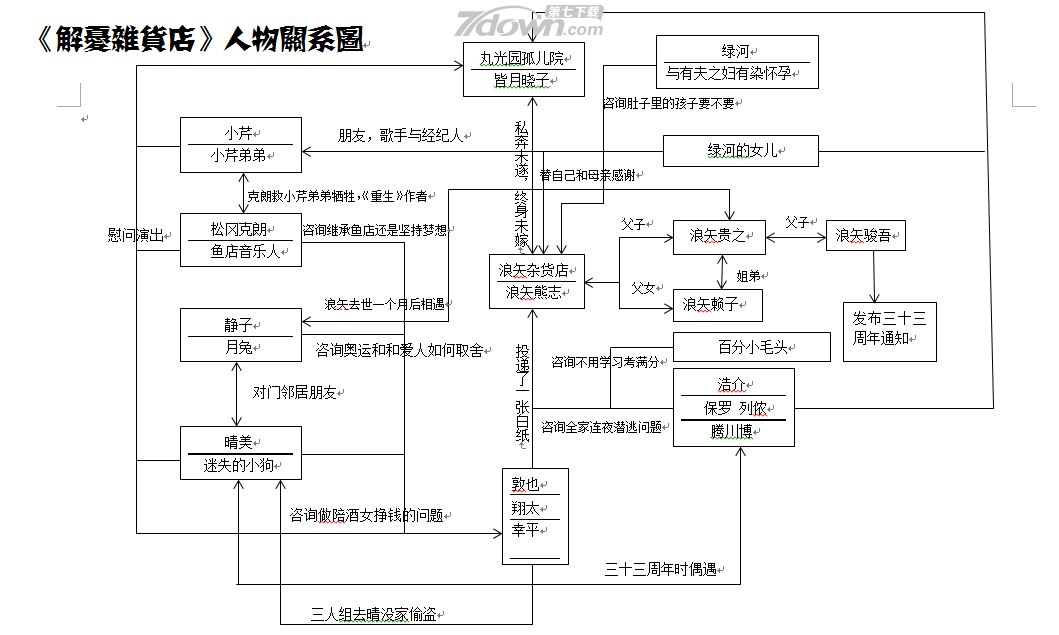 《解憂雜貨店》人物關系圖
7down.com
第七下载
丸光园孤儿院
皆月晓子
绿河
与有夫之妇有染怀孕
咨询肚子里的孩子要不要
小芹
小芹弟弟
朋友，歌手与经纪人
绿河的女儿
私奔未遂，终身未嫁
替自己和母亲感谢
克朗救小芹弟弟牺牲，《重生》作者
慰问演出
松冈克朗
鱼店音乐人
咨询继承鱼店还是坚持梦想
父子
浪矢贵之
父子
浪矢骏吾
浪矢杂货店
浪矢熊志
姐弟
父女
浪矢赖子
浪矢去世一个月后相遇
发布三十三
周年通知
静子
月兔
咨询奥运和和爱人如何取舍
投递了一张白纸
百分小毛头
咨询不用学习考满分
对门邻居朋友
浩介
保罗 列侬
腾川博
咨询全家连夜潜逃问题
晴美
迷失的小狗
敦也
翔太
幸平
咨询做陪酒女挣钱的问题
三十三周年时偶遇
三人组去晴没家偷盗